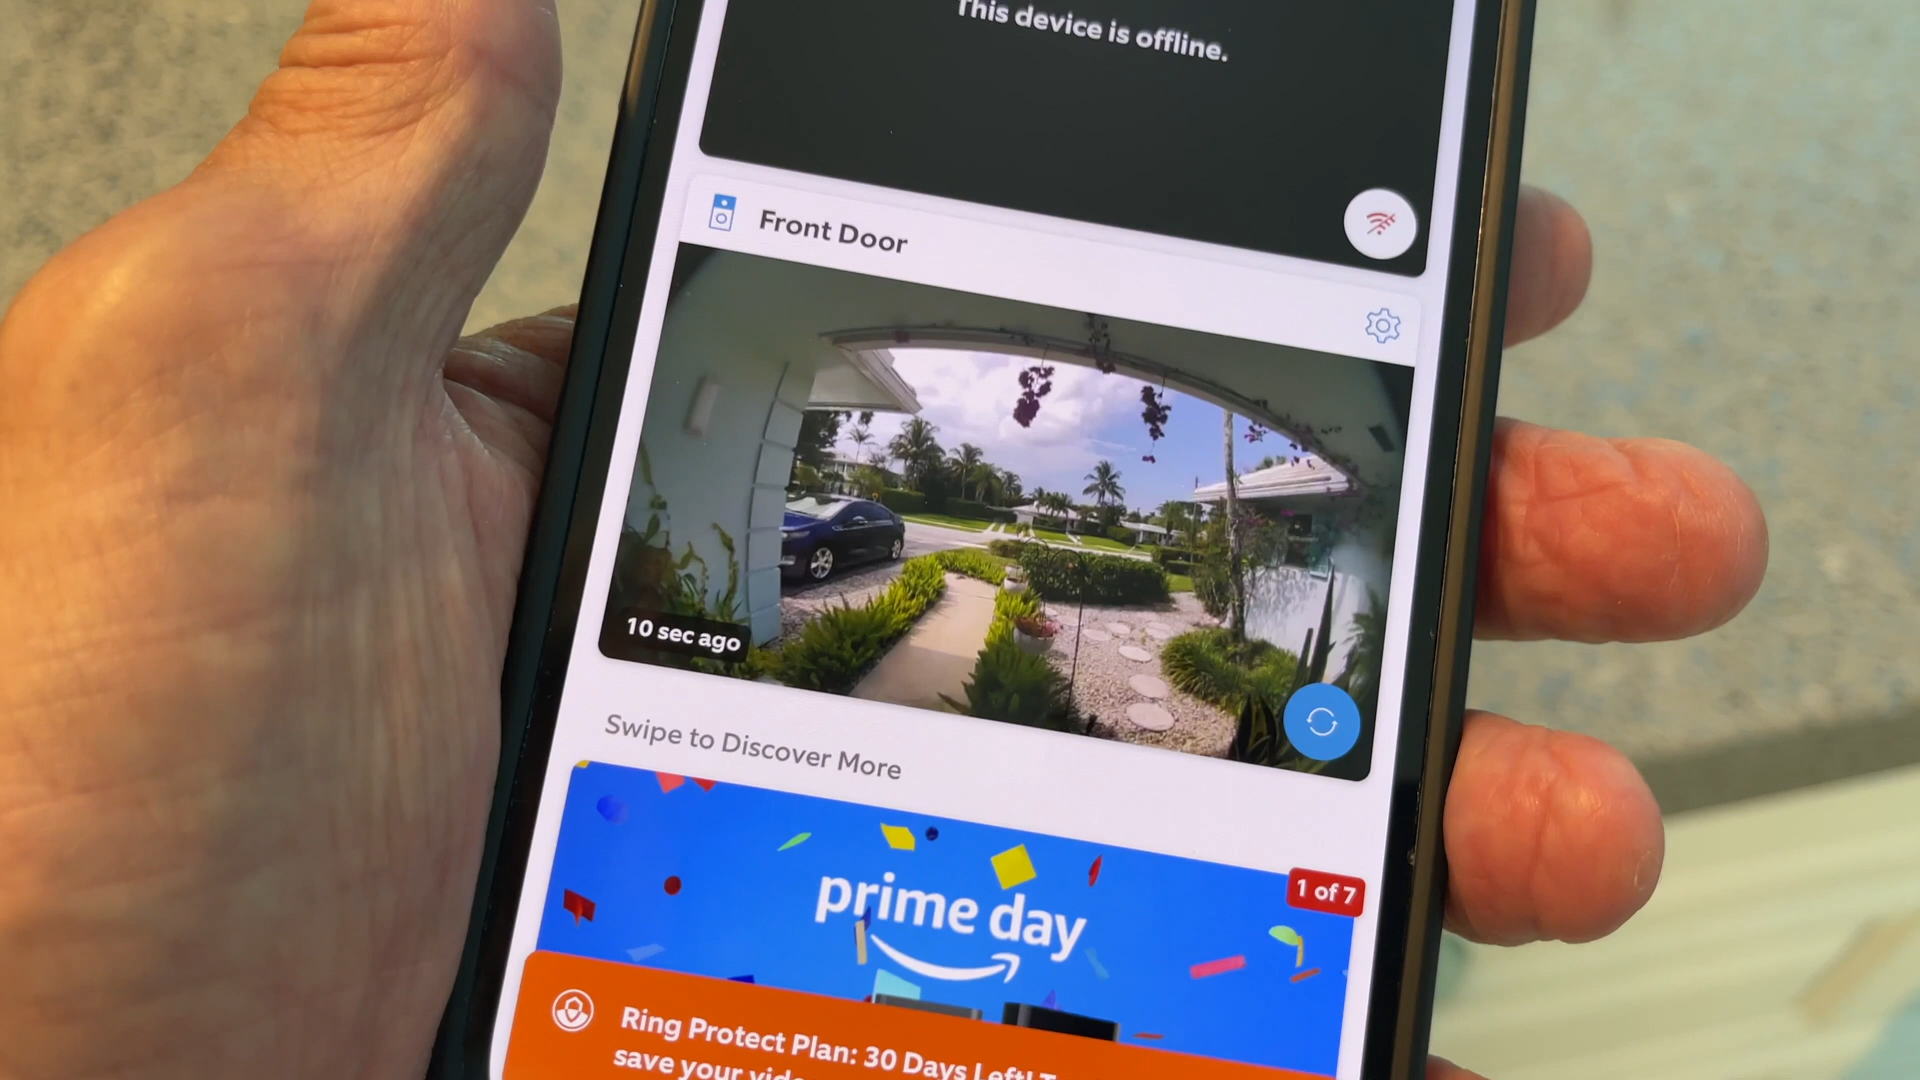 This device is offline.
Front Door
10 sec ago
Swipe to Discover More
1 of 7
prime day
Ring Protect Plan: 30 Days Left!
save your